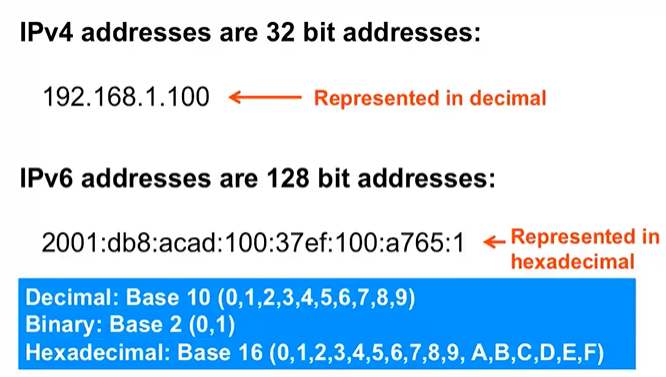 IPv4 addresses are 32 bit addresses:
192.168.1.100
Represented in decimal
IPv6 addresses are 128 bit addresses:
2001:db8:acad:100:37ef:100:a765:1
Represented in
hexadecimal
Decimal: Base 10 (0,1,2,3,4,5,6,7,8,9)
Binary: Base 2 (0,1)
Hexadecimal: Base 16 (0,1,2,3,4,5,6,7,8,9, A,B,C,D,E,F)